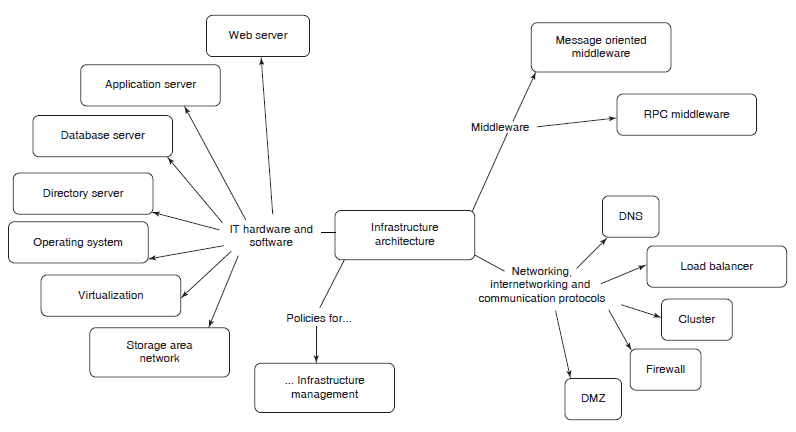 Web server
Message oriented
middleware
Application server
RPC middleware
Middleware
Database server
Directory server
DNS
IT hardware and
software
Infrastructure
architecture
Operating system
Load balancer
Networking,
internetworking and
communication protocols
Virtualization
Policies for...
Cluster
Storage area
network
Firewall
... Infrastructure
management
DMZ